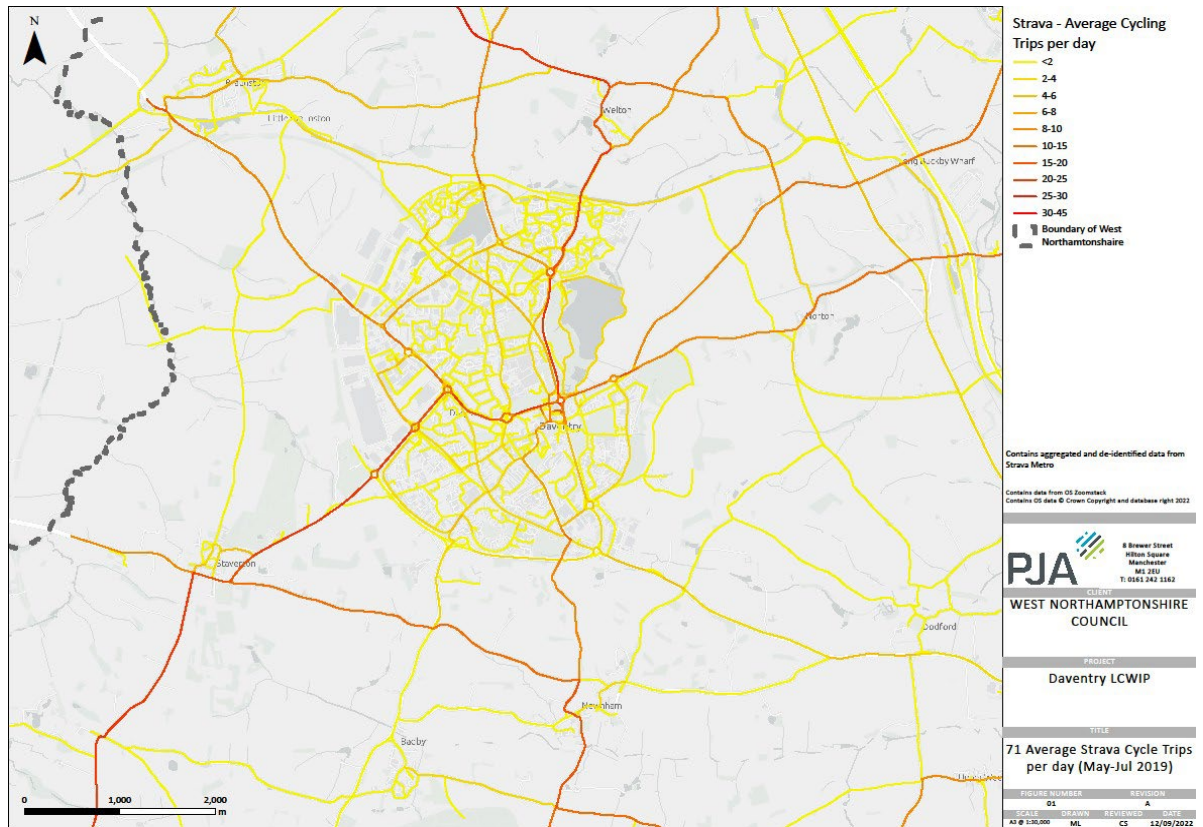 N
Strava - Average Cycling
Trips per day
<2
2-4
4-6
6-8
8-10
10-15
15-20
20-25
25-30
30-45
Boundary of West
Northamtonshaire
Welton
Norton
Daventry
Staverton
Dodford
Newnham
Badby
0 1,000 2,000
m
Contains aggregated and de-identified data from
Strava Metro
Contains data from OS Zoomstack
Contains OS data © Crown Copyright and database right 2022
PJA
8 Brewer Street
Hilton Square
Manchester
M1 2EU
T: 0161 242 1162
CLIENT
WEST NORTHAMPTONSHIRE
COUNCIL
PROJECT
Daventry LCWIP
TITLE
71 Average Strava Cycle Trips
per day (May-Jul 2019)
FIGURE NUMBER REVISION
01 A
SCALE DRAWN REVIEWED DATE
A3 @ 1:30,000 ML CS 12/09/2022